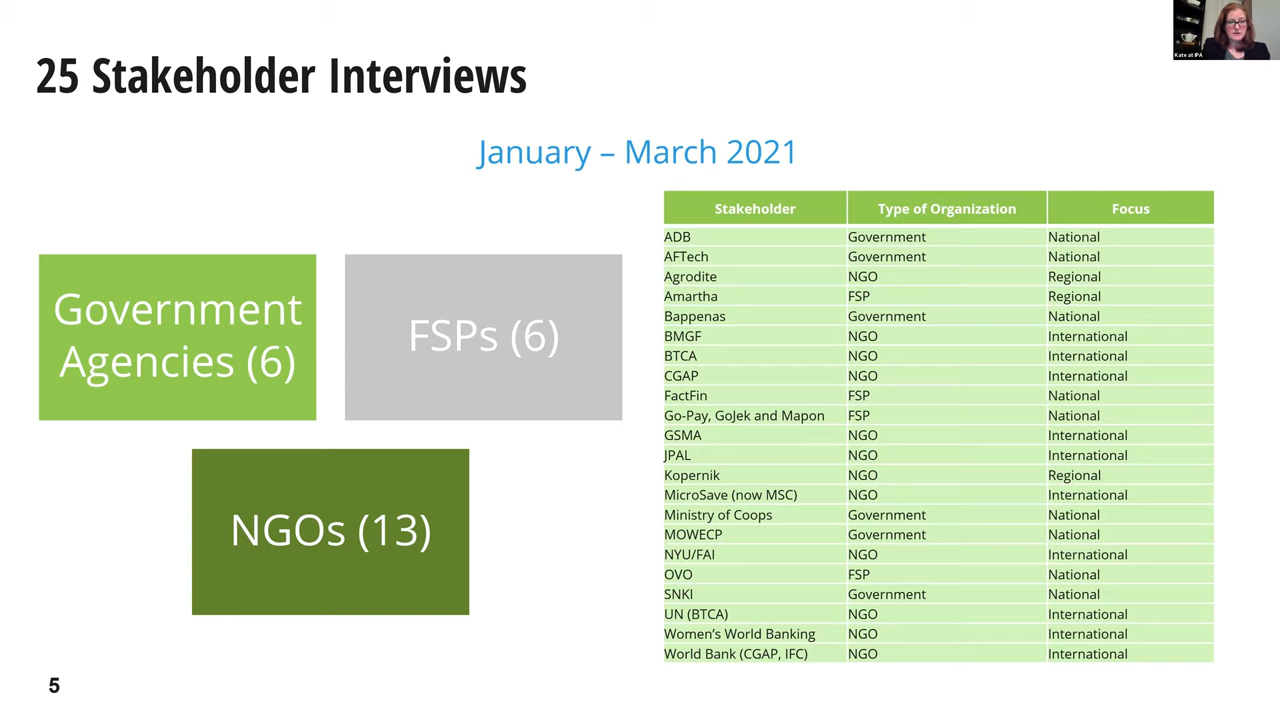 Kate at IPA
25 Stakeholder Interviews
January – March 2021
Government
Agencies (6)
FSPs (6)
NGOs (13)
Stakeholder Type of Organization Focus
ADB Government National
AFTech Government National
Agrodite NGO Regional
Amartha FSP Regional
Bappenas Government National
BMGF NGO International
BTCA NGO International
CGAP NGO International
FactFin FSP National
Go-Pay, GoJek and Mapon FSP National
GSMA NGO International
JPAL NGO International
Kopernik NGO Regional
MicroSave (now MSC) NGO International
Ministry of Coops Government National
MOWECP Government National
NYU/FAI NGO International
OVO FSP National
SNKI Government National
UN (BTCA) NGO International
Women's World Banking NGO International
World Bank (CGAP, IFC) NGO International
5